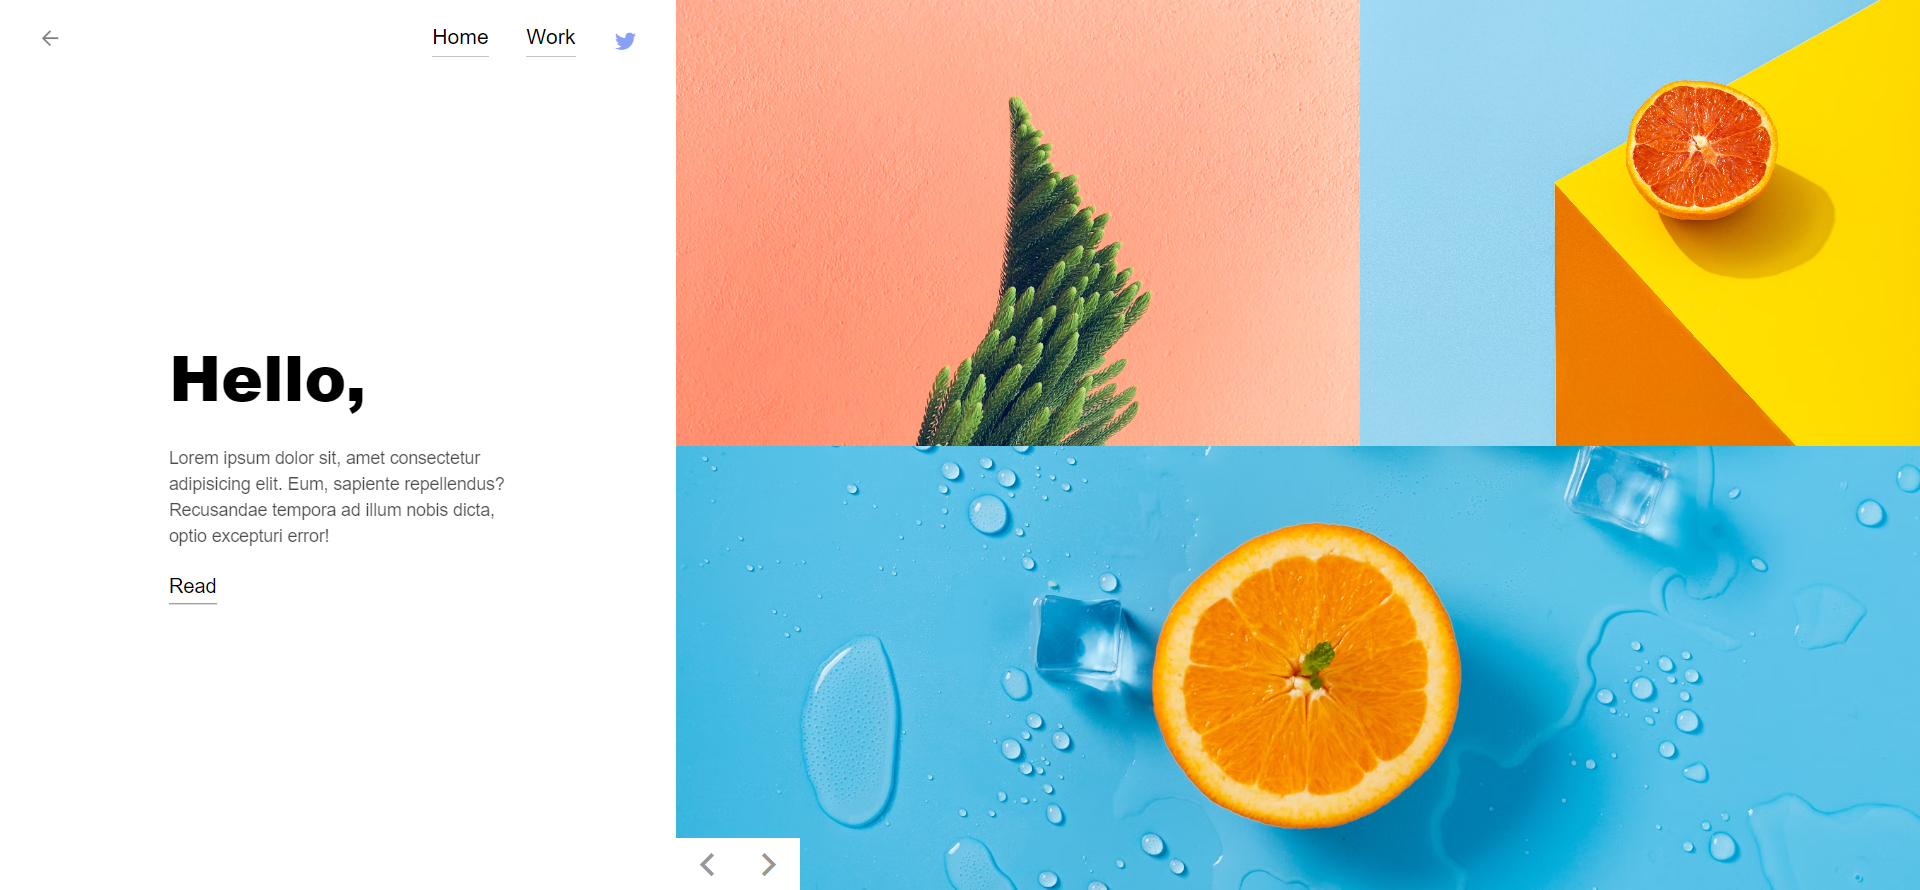 Home Work
Hello,
Lorem ipsum dolor sit, amet consectetur
adipisicing elit. Eum, sapiente repellendus?
Recusandae tempora ad illum nobis dicta,
optio excepturi error!
Read